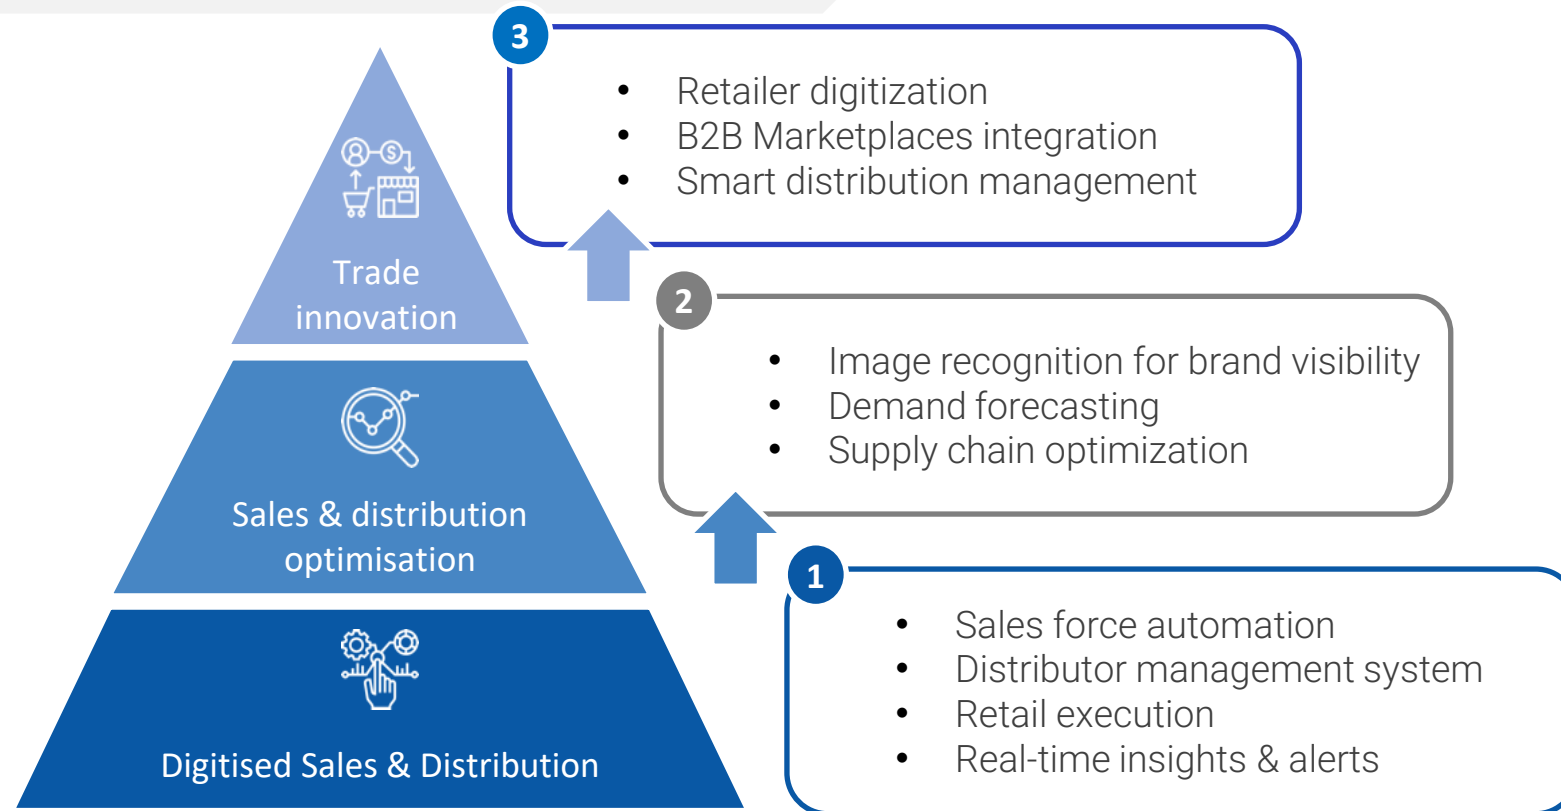 3
• Retailer digitization
• B2B Marketplaces integration
• Smart distribution management
Trade
innovation
2
• Image recognition for brand visibility
• Demand forecasting
• Supply chain optimization
Sales & distribution
optimisation
1
• Sales force automation
• Distributor management system
• Retail execution
• Real-time insights & alerts
Digitised Sales & Distribution